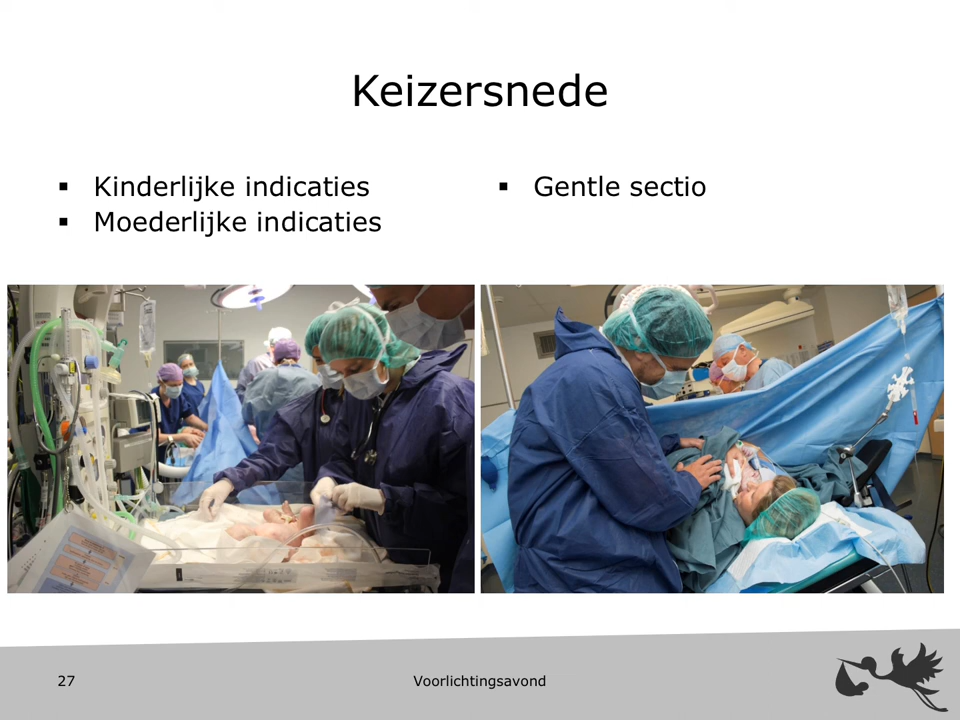 Keizersnede
▪ Kinderlijke indicaties
▪ Moederlijke indicaties
▪ Gentle sectio
27
Voorlichtingsavond